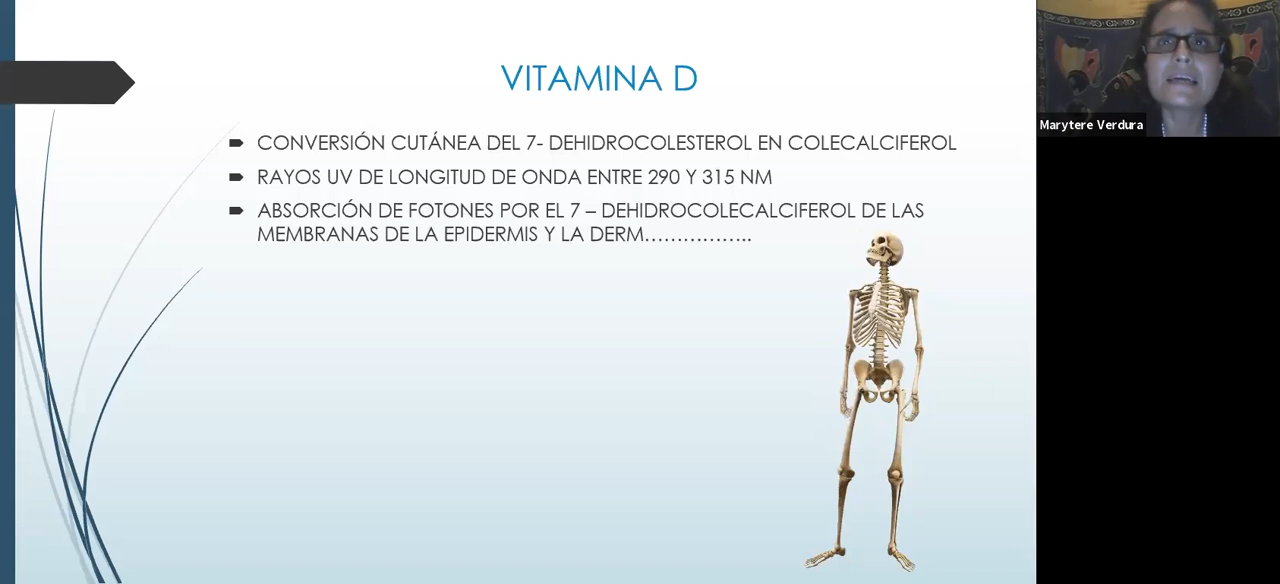 VITAMINA D
CONVERSIÓN CUTÁNEA DEL 7- DEHIDROCOLESTEROL EN COLECALCIFEROL
RAYOS UV DE LONGITUD DE ONDA ENTRE 290 Y 315 NM
ABSORCIÓN DE FOTONES POR EL 7 – DEHIDROCOLECALCIFEROL DE LAS
MEMBRANAS DE LA EPIDERMIS Y LA DERM……………..
Marytere Verdura